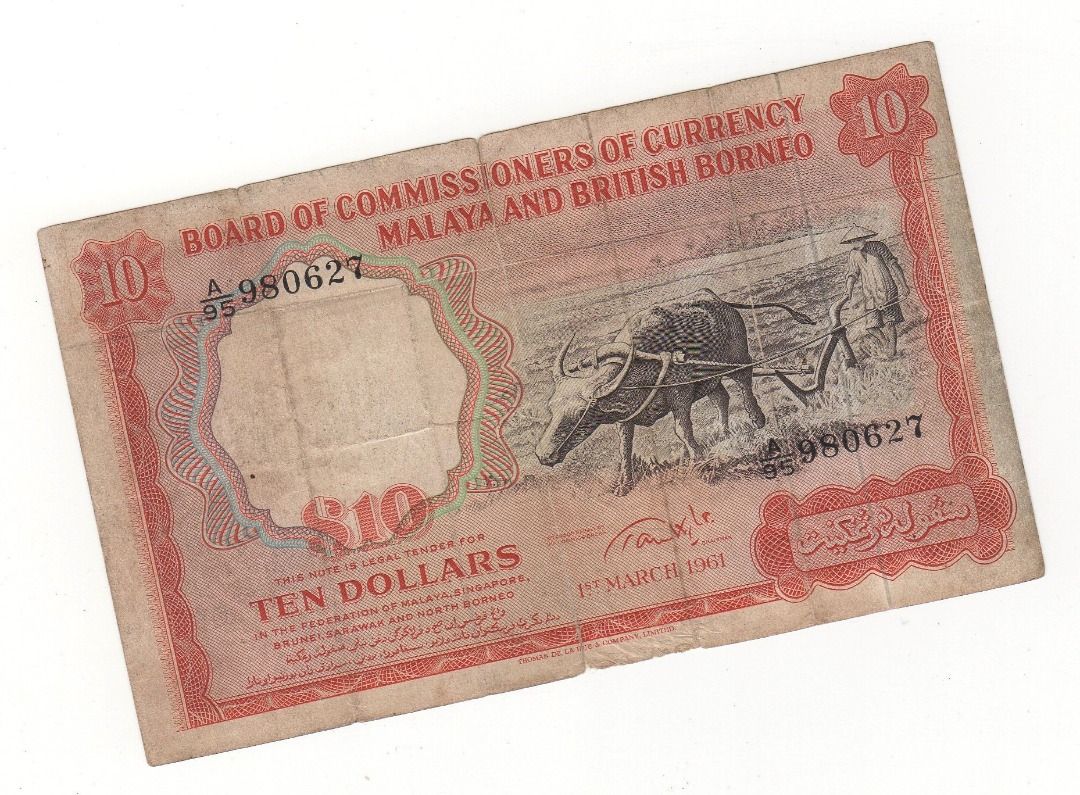 BOARD OF COMMISSIONERS OF CURRENCY
MALAYA AND BRITISH BORNEO
10
10
A/95 980627
A/95 980627
$10
THIS NOTE IS LEGAL TENDER FOR
TEN DOLLARS
IN THE FEDERATION OF MALAYA, SINGAPORE,
BRUNEI, SARAWAK AND NORTH BORNEO
CHAIRMAN
1ST MARCH 1961
THOMAS DE LA RUE & COMPANY, LIMITED.